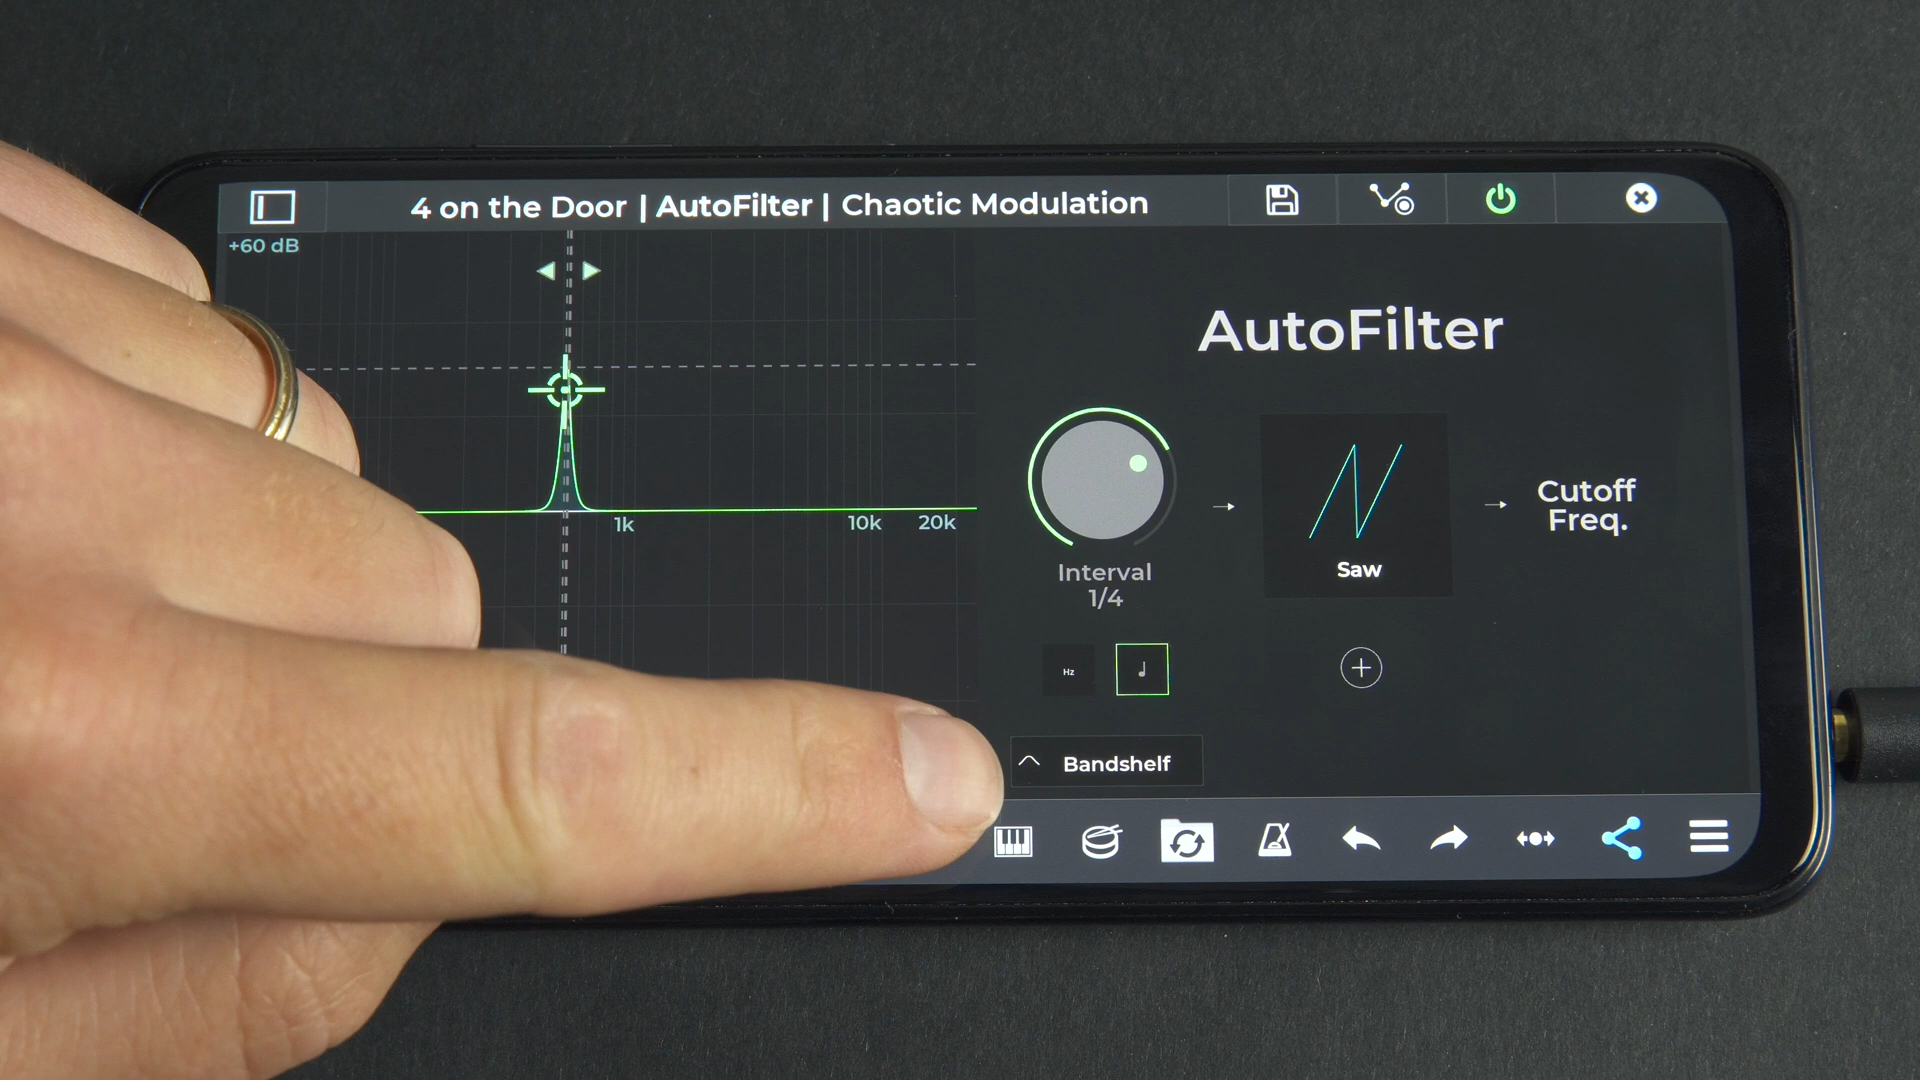 4 on the Door | AutoFilter | Chaotic Modulation
+60 dB
1k
10k
20k
AutoFilter
Interval
1/4
Saw
Cutoff
Freq.
Hz
Bandshelf